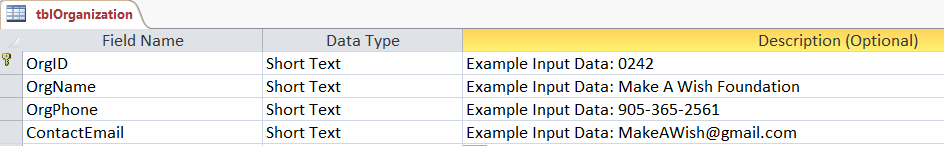 tblOrganization
Field Name Data Type Description (Optional)
OrgID Short Text Example Input Data: 0242
OrgName Short Text Example Input Data: Make A Wish Foundation
OrgPhone Short Text Example Input Data: 905-365-2561
ContactEmail Short Text Example Input Data: MakeAWish@gmail.com